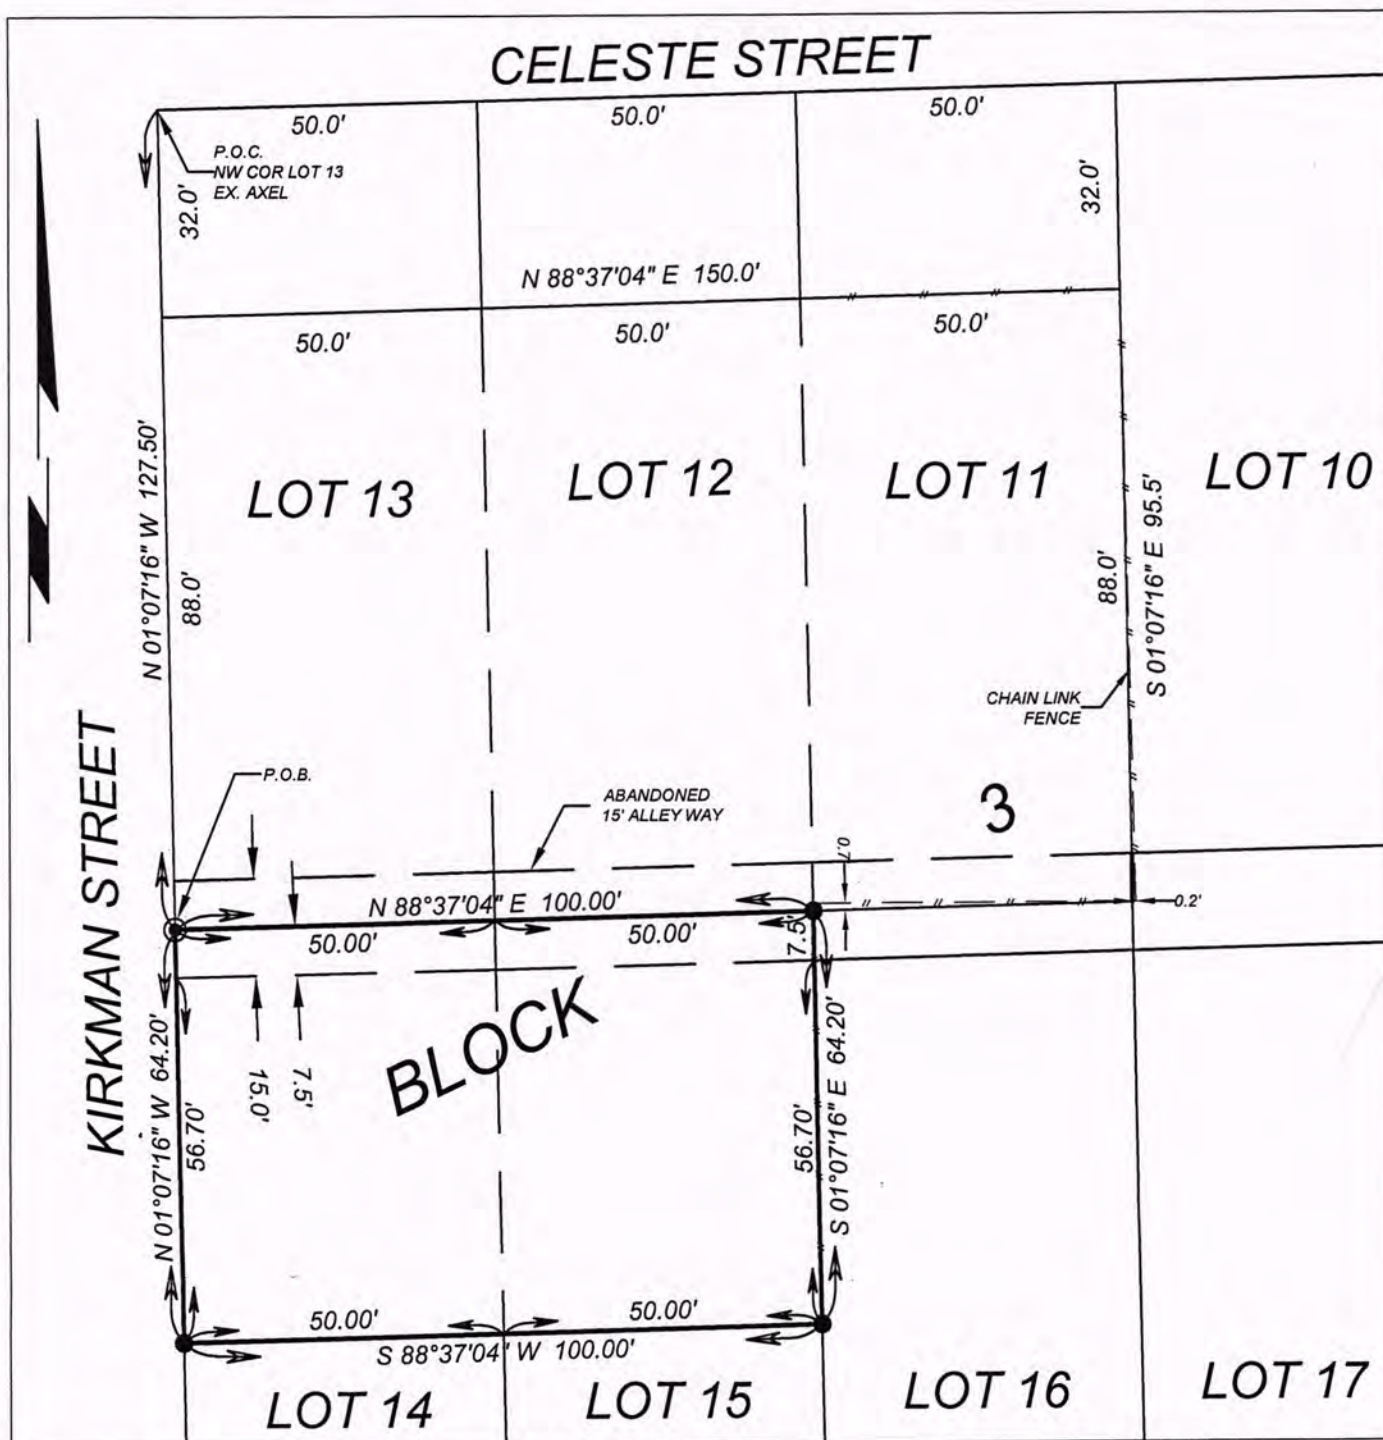 CELESTE STREET
50.0'
50.0'
50.0'
P.O.C.
NW COR LOT 13
EX. AXEL
32.0'
32.0'
N 88°37'04" E 150.0'
50.0'
50.0'
50.0'
N 01°07'16" W 127.50'
88.0'
LOT 13
LOT 12
LOT 11
LOT 10
88.0'
S 01°07'16" E 95.5'
CHAIN LINK
FENCE
KIRKMAN STREET
P.O.B.
ABANDONED
15' ALLEY WAY
3
0.7'
N 88°37'04" E 100.00'
0.2'
50.00'
50.00'
7.5'
BLOCK
N 01°07'16" W 64.20'
56.70'
15.0'
7.5'
56.70'
S 01°07'16" E 64.20'
50.00'
50.00'
S 88°37'04" W 100.00'
LOT 14
LOT 15
LOT 16
LOT 17